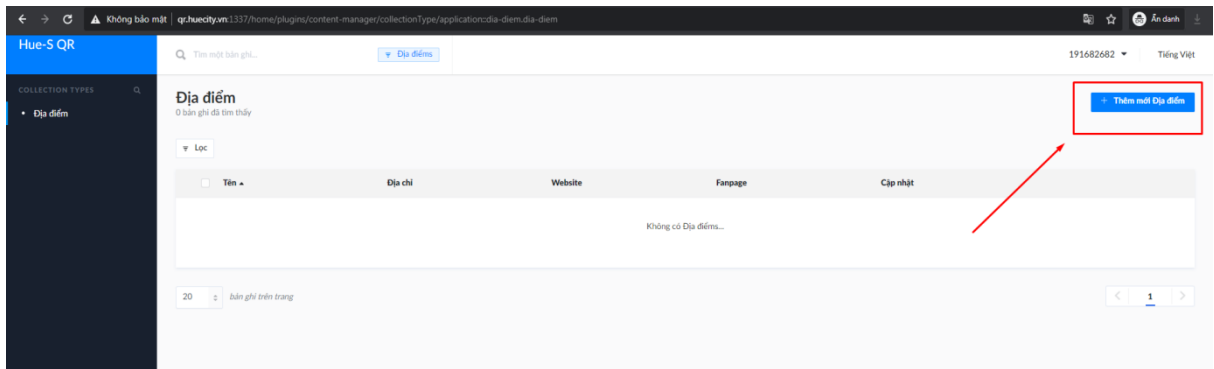 Không bảo mật | qr.huecity.vn:1337/home/plugins/content-manager/collectionType/application::dia-diem.dia-diem
Ẩn danh
Hue-S QR
Tìm một bản ghi...
Địa điểms
191682682
Tiếng Việt
COLLECTION TYPES
Địa điểm
Địa điểm
0 bản ghi đã tìm thấy
+ Thêm mới Địa điểm
Lọc
Tên Địa chỉ Website Fanpage Cập nhật
Không có Địa điểms...
20 bản ghi trên trang
< 1 >